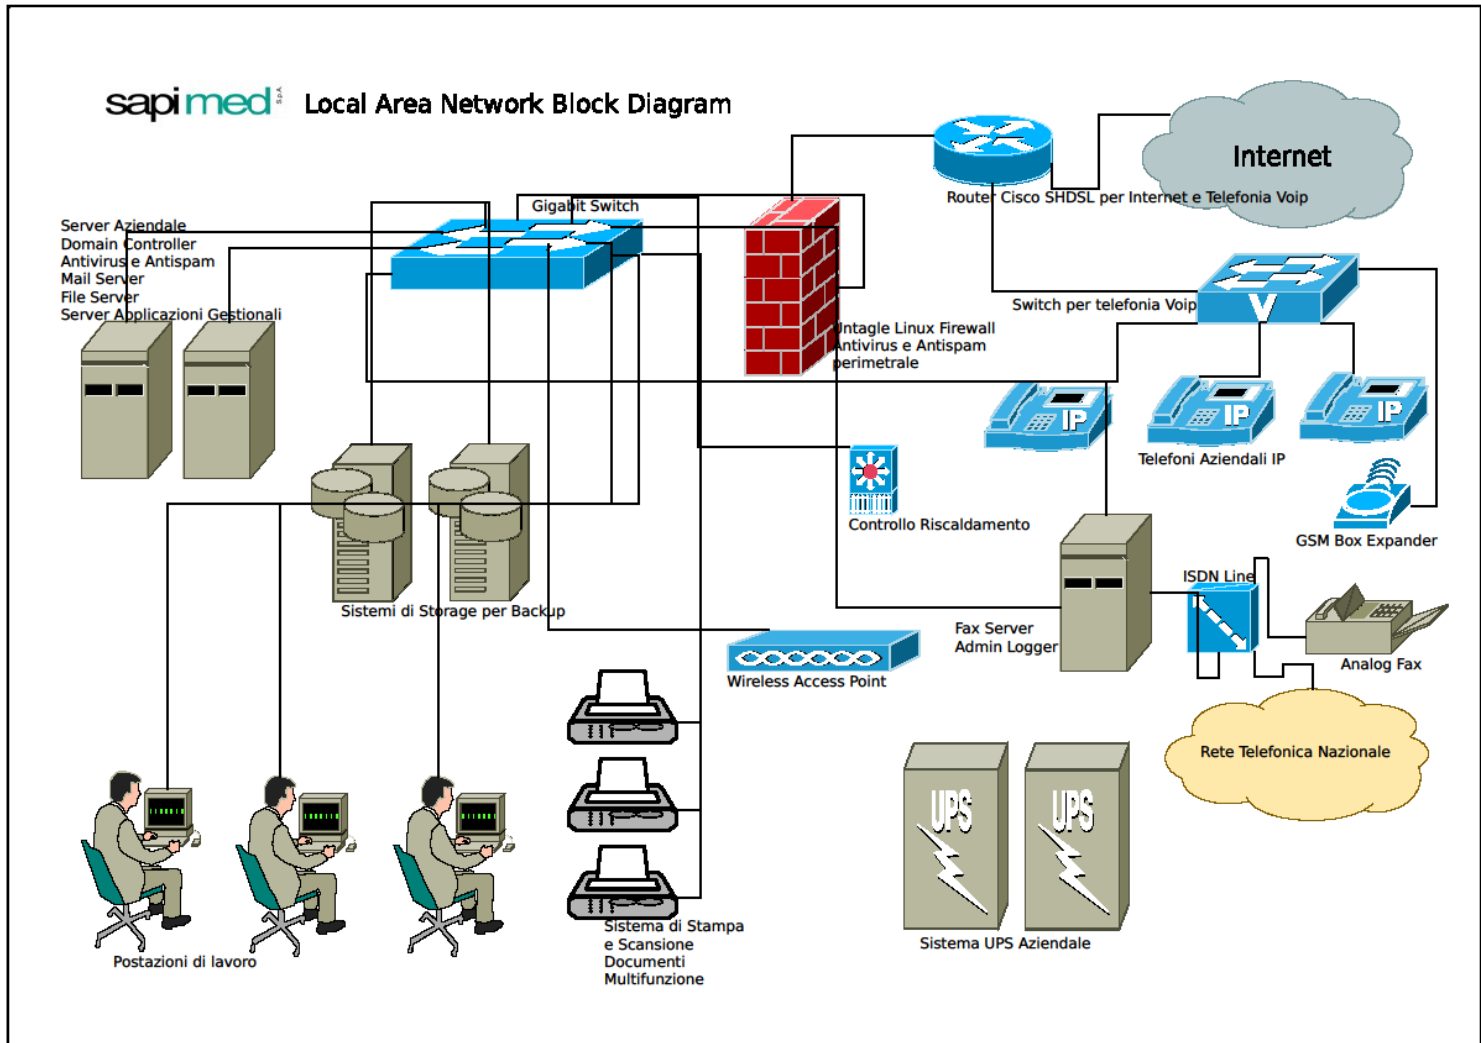 sapimed S.p.A.
Local Area Network Block Diagram
Internet
Router Cisco SHDSL per Internet e Telefonia Voip
Gigabit Switch
Server Aziendale
Domain Controller
Antivirus e Antispam
Mail Server
File Server
Server Applicazioni Gestionali
Switch per telefonia Voip
V
Untagle Linux Firewall
Antivirus e Antispam
perimetrale
IP
IP
IP
Telefoni Aziendali IP
Controllo Riscaldamento
GSM Box Expander
ISDN Line
Sistemi di Storage per Backup
Fax Server
Admin Logger
Analog Fax
Wireless Access Point
Rete Telefonica Nazionale
UPS
UPS
Sistema UPS Aziendale
Sistema di Stampa
e Scansione
Documenti
Multifunzione
Postazioni di lavoro